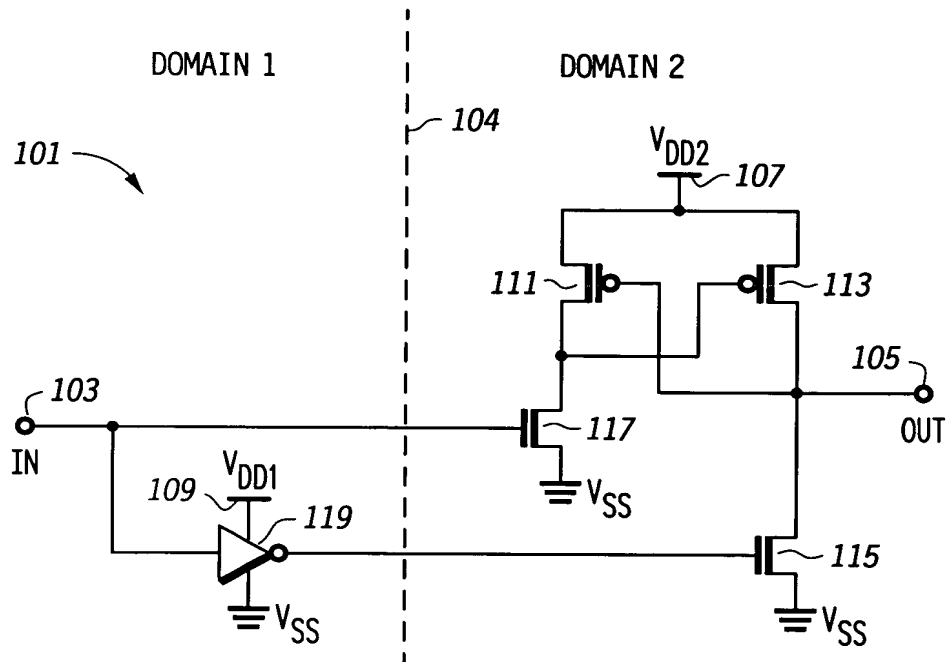 DOMAIN 1
DOMAIN 2
104
101
VDD2
107
111
113
105
103
117
OUT
IN
VDD1
VSS
109
119
115
VSS
VSS